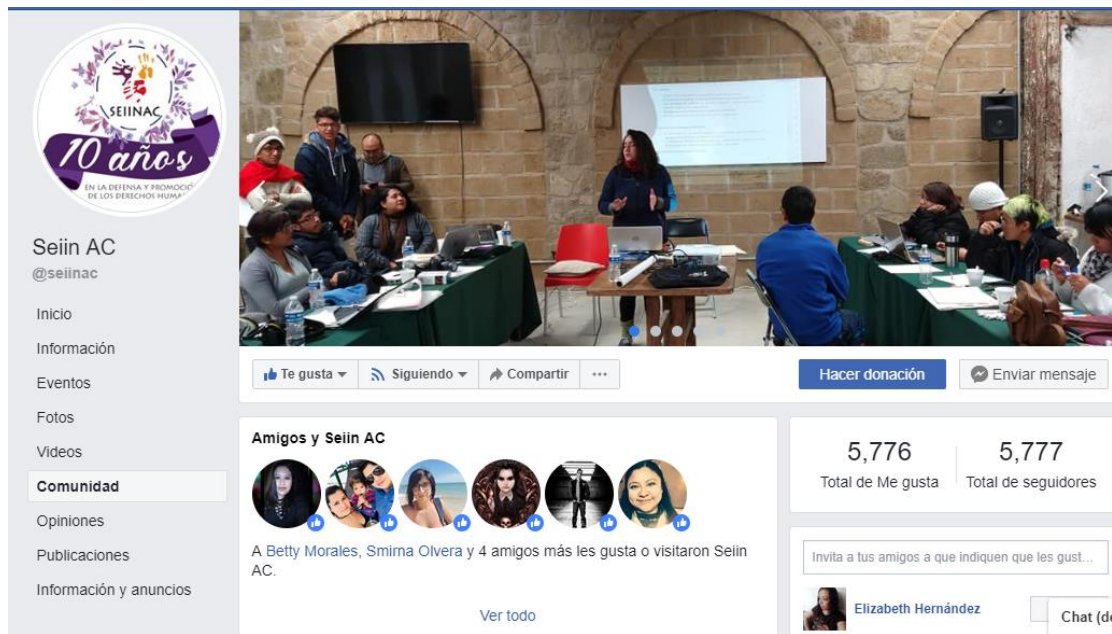 SEIINAC
10 años
EN LA DEFENSA Y PROMOCIÓ
DE LOS DERECHOS HUMA
Seiin AC
@seiinac
Inicio
Información
Eventos
Fotos
Videos
Comunidad
Opiniones
Publicaciones
Información y anuncios
Te gusta
Siguiendo
Compartir
Hacer donación
Enviar mensaje
Amigos y Seiin AC
A Betty Morales, Smirna Olvera y 4 amigos más les gusta o visitaron Seiin
AC.
Ver todo
5,776
Total de Me gusta
5,777
Total de seguidores
Invita a tus amigos a que indiquen que les gust...
Elizabeth Hernández
Chat (de